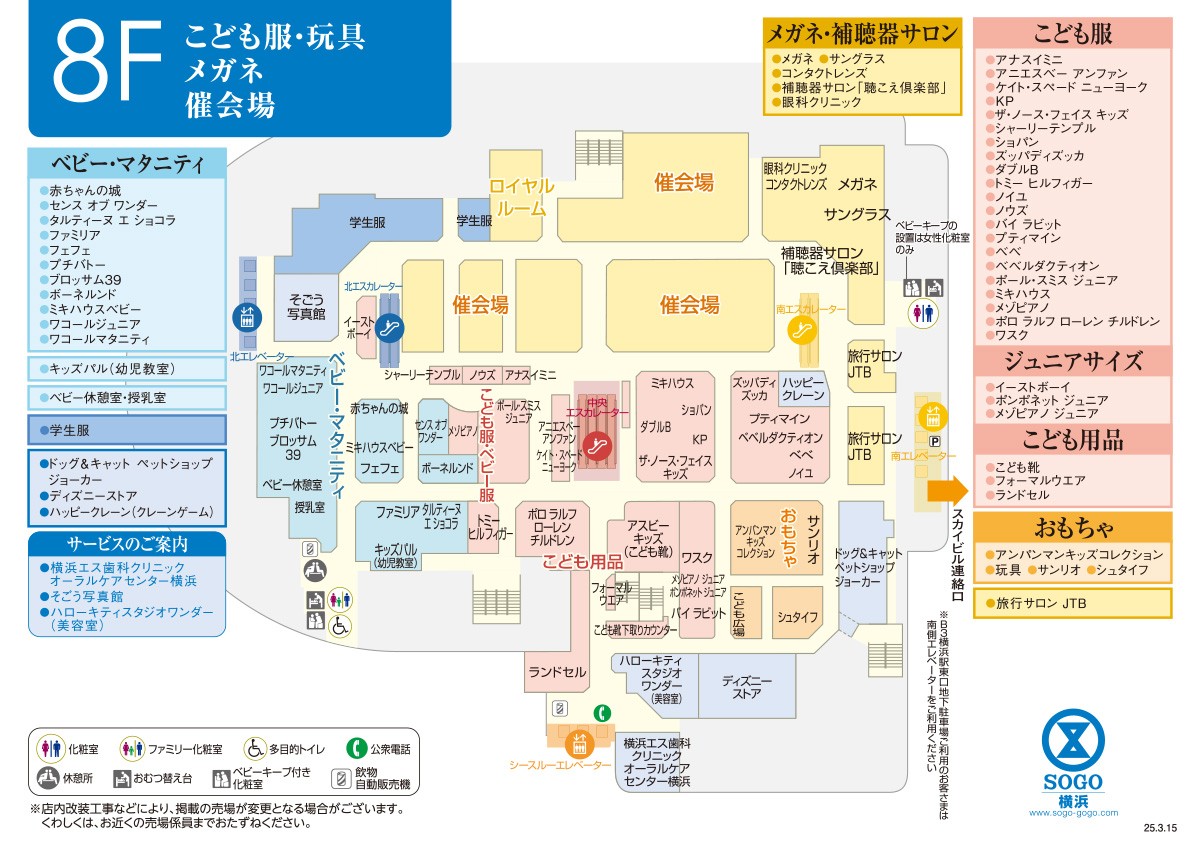 8F
こども服・玩具
メガネ
催会場
メガネ・補聴器サロン
メガネ サングラス
コンタクトレンズ
補聴器サロン「聴こえ倶楽部」
眼科クリニック
こども服
アナスイミニ
アニエスベー アンファン
ケイト・スペード ニューヨーク
KP
ザ・ノース・フェイス キッズ
シャーリーテンプル
ショパン
ズッパディズッカ
ダブルB
トミー ヒルフィガー
ノイユ
ノウズ
バイ ラビット
プティマイン
べべ
ベベルダクティオン
ポール・スミス ジュニア
ミキハウス
メゾピアノ
ポロ ラルフ ローレン チルドレン
ワスク
ジュニアサイズ
イーストボーイ
ポンポネット ジュニア
メゾピアノ ジュニア
こども用品
こども靴
フォーマルウエア
ランドセル
おもちゃ
アンパンマンキッズコレクション
玩具 サンリオ シュタイフ
旅行サロン JTB
ベビー・マタニティ
赤ちゃんの城
センス オブ ワンダー
タルティーヌ エ ショコラ
ファミリア
フェフェ
プチバトー
ブロッサム39
ボーネルンド
ミキハウスベビー
ワコールジュニア
ワコールマタニティ
キッズパル(幼児教室)
ベビー休憩室・授乳室
学生服
ドッグ&キャット ペットショップ
ジョーカー
ディズニーストア
ハッピークレーン(クレーンゲーム)
サービスのご案内
横浜エス歯科クリニック
オーラルケアセンター横浜
そごう写真館
ハローキティスタジオワンダー
(美容室)
学生服
学生服
ロイヤル
ルーム
催会場
眼科クリニック
コンタクトレンズ
メガネ
サングラス
補聴器サロン
「聴こえ倶楽部」
ベビーキープの
設置は女性化粧室
のみ
そごう
写真館
北エスカレーター
イースト
ボーイ
催会場
催会場
南エスカレーター
北エレベーター
旅行サロン
JTB
ワコールマタニティ
ワコールジュニア
プチバトー
ブロッサム
39
ベビー休憩室
授乳室
ベビー・マタニティ
シャーリーテンプル
ノウズ
アナスイミニ
赤ちゃんの城
ミキハウスベビー
フェフェ
センス オブ
ワンダー
メゾピアノ
ボーネルンド
こども服・ベビー服
ポール・スミス
ジュニア
アニエスベー
アンファン
ケイト・スペード
ニューヨーク
中央
エスカレーター
ミキハウス
ショパン
ダブルB
KP
ザ・ノース・フェイス
キッズ
ズッパディ
ズッカ
ハッピー
クレーン
プティマイン
ベベルダクティオン
べべ
ノイユ
旅行サロン
JTB
P
南エレベーター
スカイビル連絡口
ファミリア
タルティーヌ
エ ショコラ
キッズパル
(幼児教室)
トミー
ヒルフィガー
ポロ ラルフ
ローレン
チルドレン
こども用品
アスビー
キッズ
(こども靴)
ワスク
フォーマル
ウエア
メゾピアノ ジュニア
ポンポネット ジュニア
バイ ラビット
こども靴下取りカウンター
アンパンマン
キッズ
コレクション
おもちゃ
サンリオ
こども広場
シュタイフ
ドッグ&キャット
ペットショップ
ジョーカー
ランドセル
ハローキティ
スタジオ
ワンダー
(美容室)
ディズニー
ストア
シースルーエレベーター
横浜エス歯科
クリニック
オーラルケア
センター横浜
※B3横浜駅東口地下駐車場ご利用のお客さまは
南側エレベーターをご利用ください
化粧室
ファミリー化粧室
多目的トイレ
公衆電話
休憩所
おむつ替え台
ベビーキープ付き
化粧室
飲物
自動販売機
※店内改装工事などにより、掲載の売場が変更となる場合がございます。
くわしくは、お近くの売場係員までおたずねください。
SOGO
横浜
www.sogo-gogo.com
25.3.15